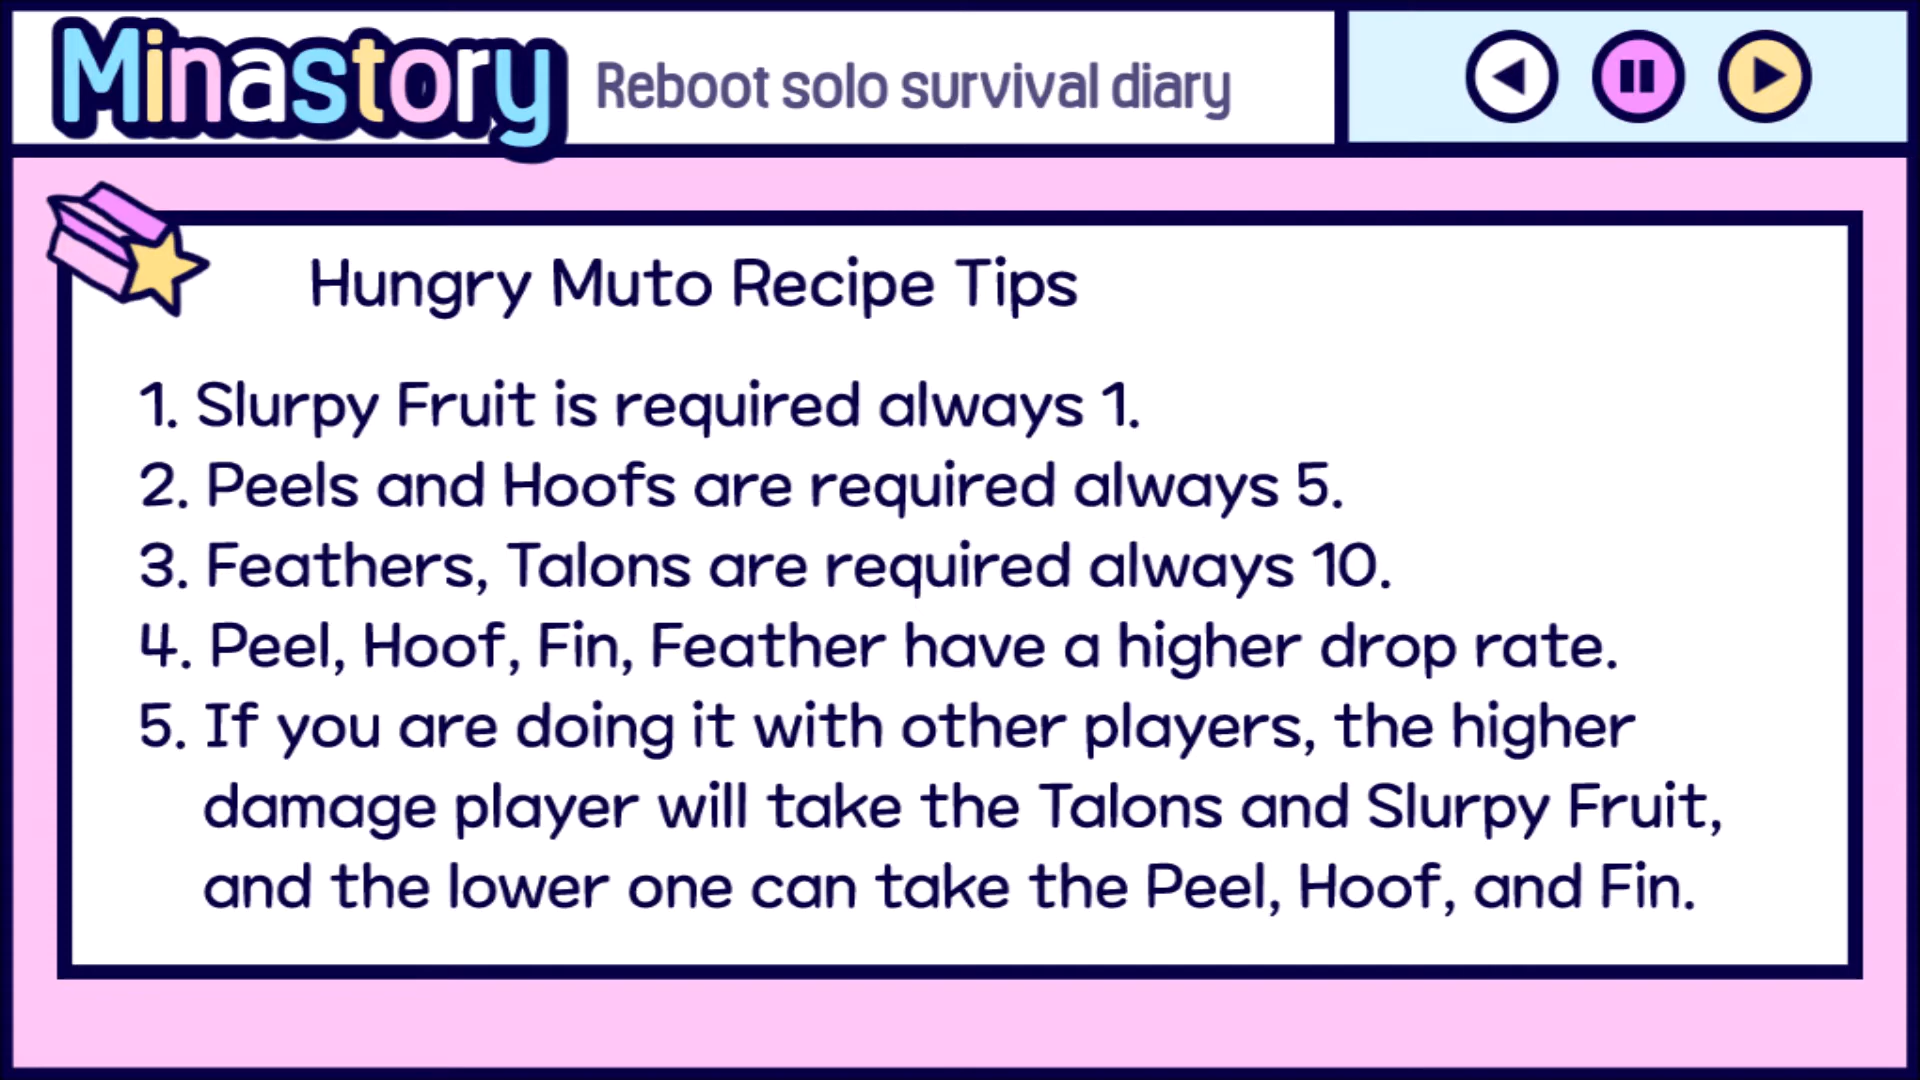 Minastory Reboot solo survival diary
Hungry Muto Recipe Tips
1. Slurpy Fruit is required always 1.
2. Peels and Hoofs are required always 5.
3. Feathers, Talons are required always 10.
4. Peel, Hoof, Fin, Feather have a higher drop rate.
5. If you are doing it with other players, the higher
damage player will take the Talons and Slurpy Fruit,
and the lower one can take the Peel, Hoof, and Fin.